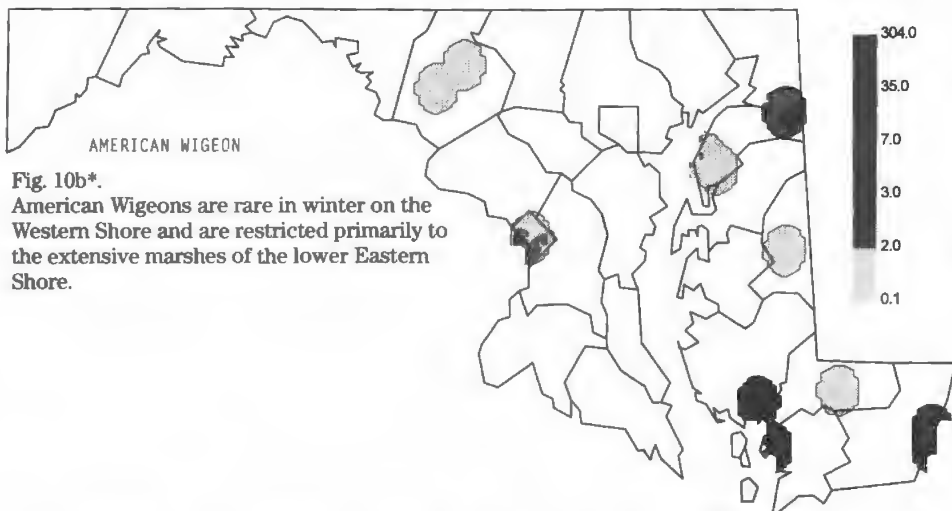 AMERICAN WIGEON
Fig. 10b*.
American Wigeons are rare in winter on the
Western Shore and are restricted primarily to
the extensive marshes of the lower Eastern
Shore.
304.0
35.0
7.0
3.0
2.0
0.1